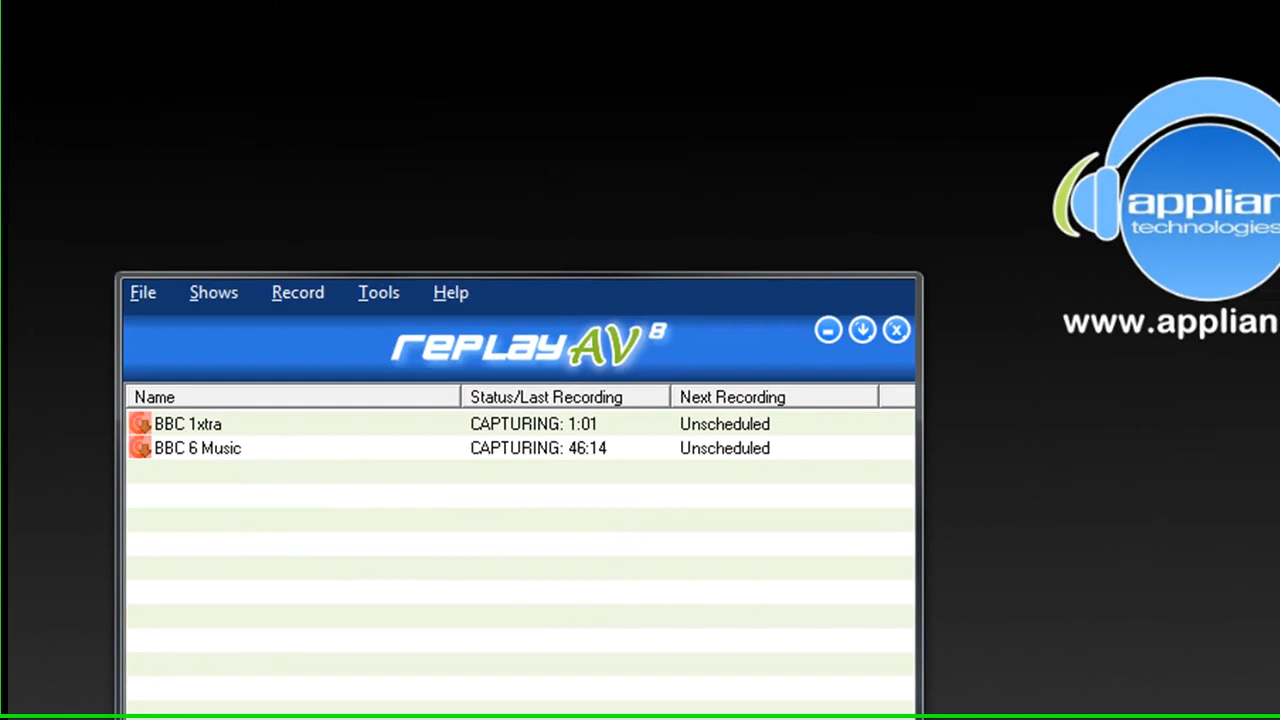 applian
technologies
www.applian
File Shows Record Tools Help
replay AV 8
Name Status/Last Recording Next Recording
BBC 1xtra CAPTURING: 1:01 Unscheduled
BBC 6 Music CAPTURING: 46:14 Unscheduled